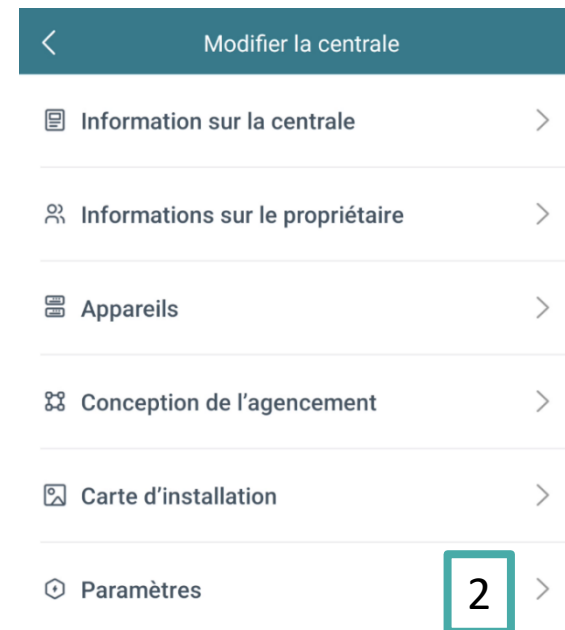 Modifier la centrale
Information sur la centrale
Informations sur le propriétaire
Appareils
Conception de l'agencement
Carte d'installation
Paramètres 2